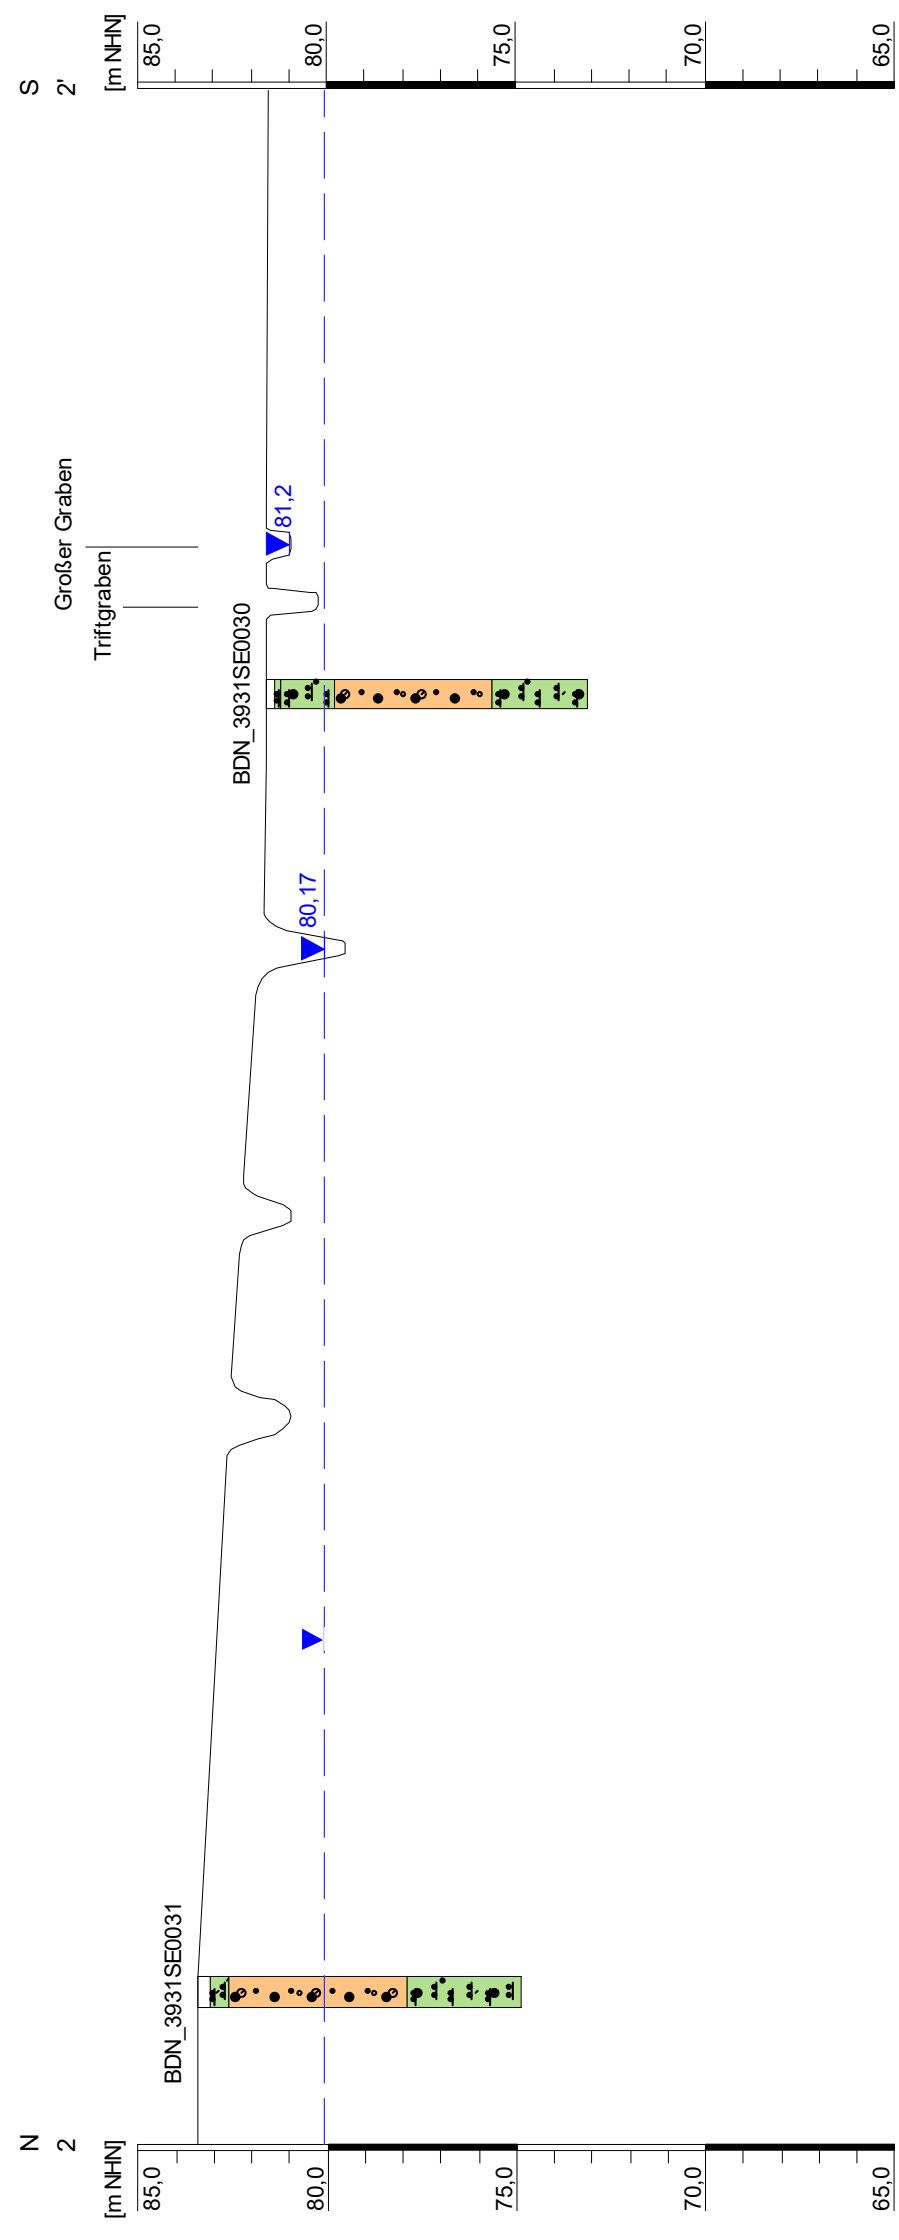 N
2
[m NHN]
85,0
80,0
75,0
70,0
65,0
BDN_3931SE0031
80,17
BDN_3931SE0030
Triftgraben
Großer Graben
81,2
S
2'
[m NHN]
85,0
80,0
75,0
70,0
65,0